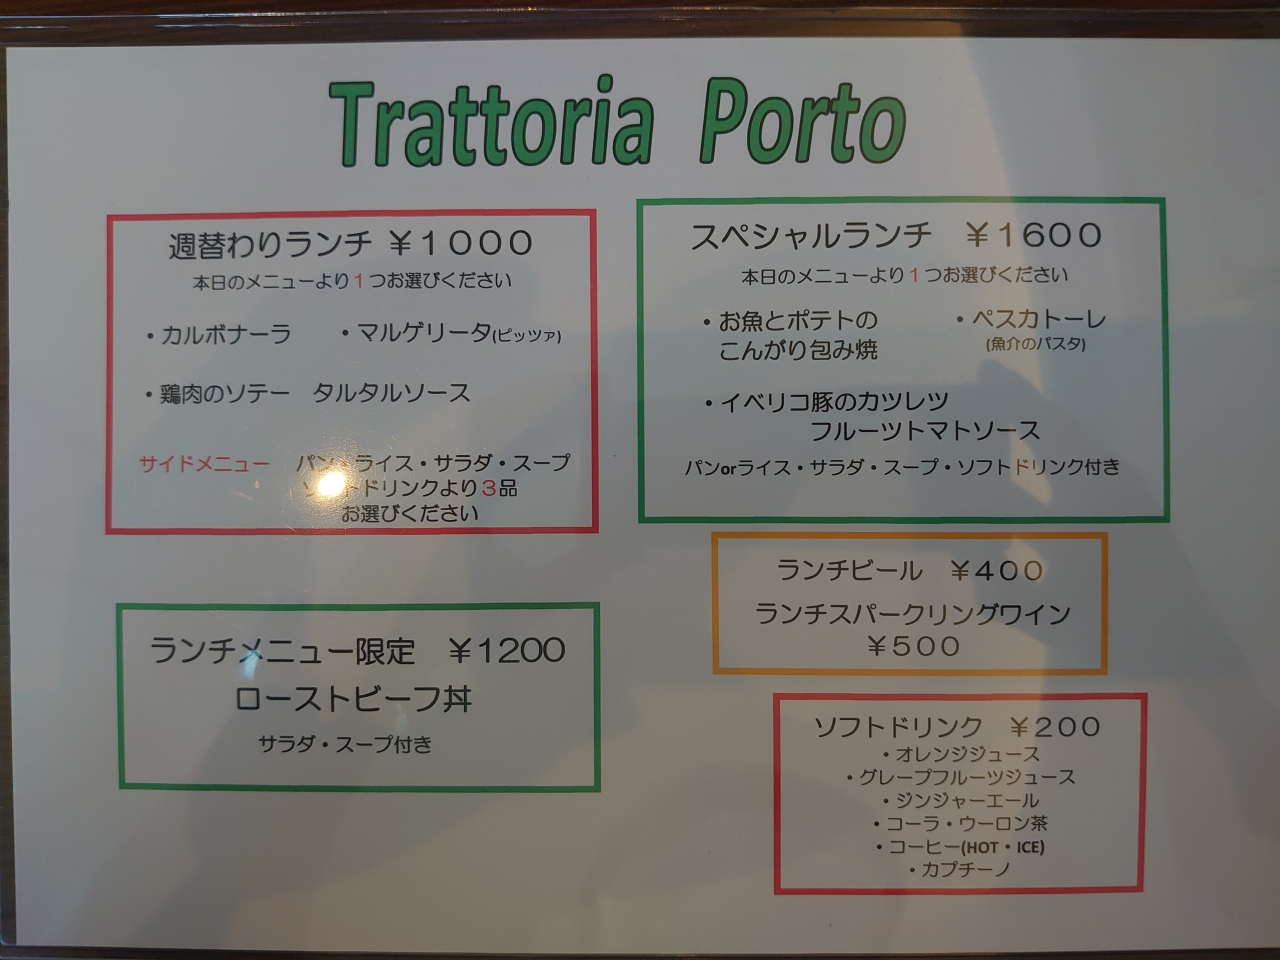 Trattoria Porto
週替わりランチ ￥１０００
本日のメニューより１つお選びください
・カルボナーラ ・マルゲリータ(ピッツァ)
・鶏肉のソテー タルタルソース
サイドメニュー パン・ライス・サラダ・スープ
ソフトドリンクより３品
お選びください
スペシャルランチ ￥１６００
本日のメニューより１つお選びください
・お魚とポテトの
こんがり包み焼
・ペスカトーレ
(魚介のパスタ)
・イベリコ豚のカツレツ
フルーツトマトソース
パンorライス・サラダ・スープ・ソフトドリンク付き
ランチメニュー限定 ￥1200
ローストビーフ丼
サラダ・スープ付き
ランチビール ￥４００
ランチスパークリングワイン
￥５００
ソフトドリンク ￥２００
・オレンジジュース
・グレープフルーツジュース
・ジンジャーエール
・コーラ・ウーロン茶
・コーヒー(HOT・ICE)
・カプチーノ